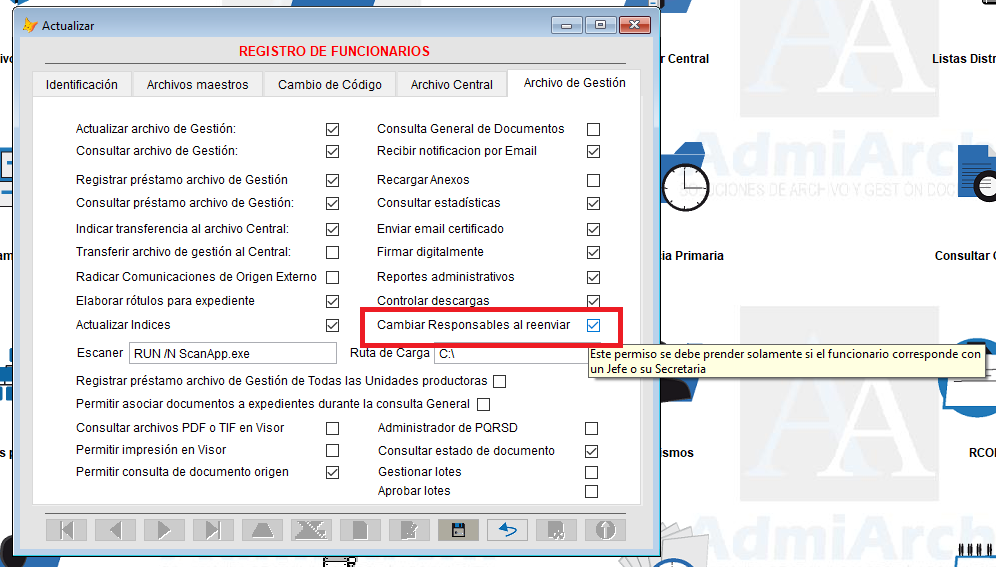 Actualizar
REGISTRO DE FUNCIONARIOS
Identificación Archivos maestros Cambio de Código Archivo Central Archivo de Gestión
Actualizar archivo de Gestión: Consulta General de Documentos
Consultar archivo de Gestión: Recibir notificacion por Email
Registrar préstamo archivo de Gestión Recargar Anexos
Consultar préstamo archivo de Gestión: Consultar estadísticas
Indicar transferencia al archivo Central: Enviar email certificado
Transferir archivo de gestión al Central: Firmar digitalmente
Radicar Comunicaciones de Origen Externo Reportes administrativos
Elaborar rótulos para expediente Controlar descargas
Actualizar Indices Cambiar Responsables al reenviar
Escaner RUN /N ScanApp.exe Ruta de Carga C:\
Este permiso se debe prender solamente si el funcionario corresponde con
un Jefe o su Secretaria
Registrar préstamo archivo de Gestión de Todas las Unidades productoras
Permitir asociar documentos a expedientes durante la consulta General
Consultar archivos PDF o TIF en Visor Administrador de PQRSD
Permitir impresión en Visor Consultar estado de documento
Permitir consulta de documento origen Gestionar lotes
Aprobar lotes
r Central
Listas Distr
AA
AdmiArch
CIONES DE ARCHIVO Y GESTIÓN DOCU
ia Primaria
Consultar C
AA
ismos
RCOI
AdmiArch